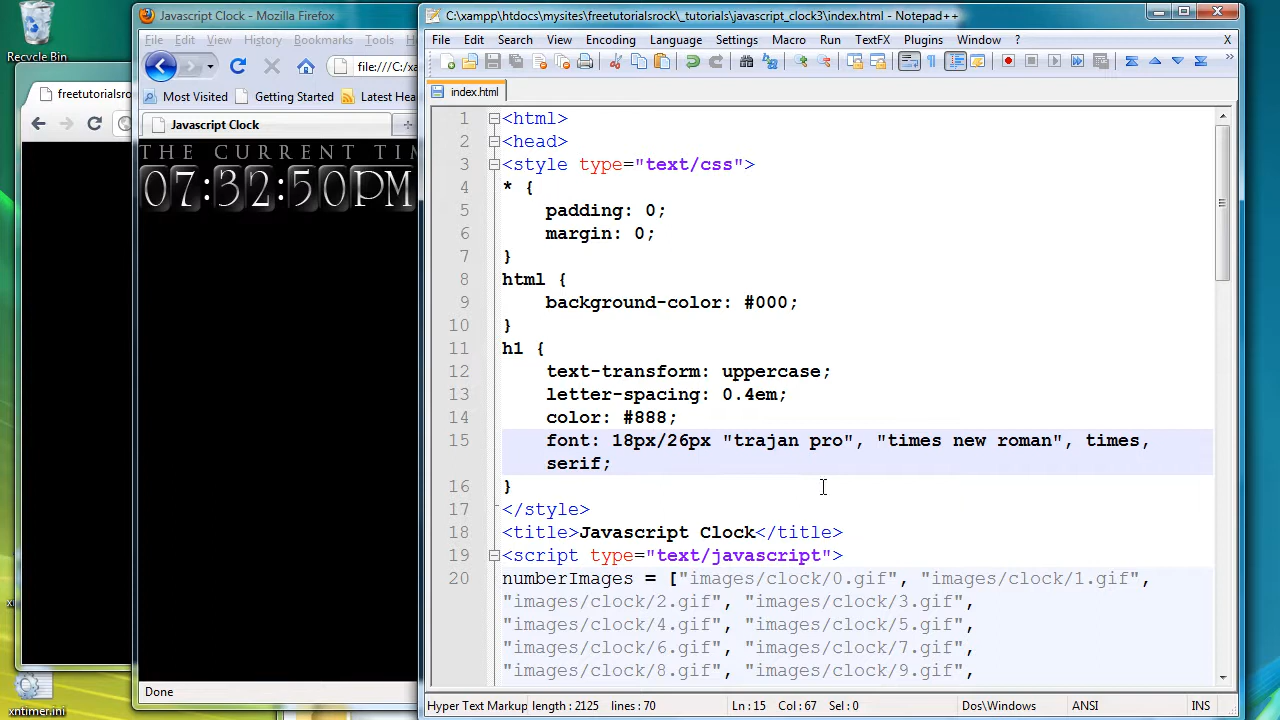 Recycle Bin
freetutorialsro
Javascript Clock - Mozilla Firefox
File Edit View History Bookmarks Tools H
file:///C:/xa
Most Visited Getting Started Latest Hea
Javascript Clock
THE CURRENT TIM
07:32:50PM
Done
xntimer.ini
C:\xampp\htdocs\mysites\freetutorialsrock\_tutorials\javascript_clock3\index.html - Notepad++
File Edit Search View Encoding Language Settings Macro Run TextFX Plugins Window ? X
index.html
1 <html>
2 <head>
3 <style type="text/css">
4 * {
5 padding: 0;
6 margin: 0;
7 }
8 html {
9 background-color: #000;
10 }
11 h1 {
12 text-transform: uppercase;
13 letter-spacing: 0.4em;
14 color: #888;
15 font: 18px/26px "trajan pro", "times new roman", times,
serif;
16 }
17 </style>
18 <title>Javascript Clock</title>
19 <script type="text/javascript">
20 numberImages = ["images/clock/0.gif", "images/clock/1.gif",
"images/clock/2.gif", "images/clock/3.gif",
"images/clock/4.gif", "images/clock/5.gif",
"images/clock/6.gif", "images/clock/7.gif",
"images/clock/8.gif", "images/clock/9.gif",
Hyper Text Markup length : 2125 lines : 70 Ln : 15 Col : 67 Sel : 0 Dos\Windows ANSI INS